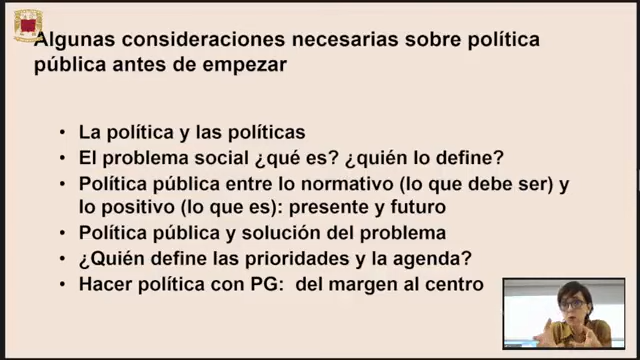 Algunas consideraciones necesarias sobre política
pública antes de empezar
• La política y las políticas
• El problema social ¿qué es? ¿quién lo define?
• Política pública entre lo normativo (lo que debe ser) y
lo positivo (lo que es): presente y futuro
• Política pública y solución del problema
• ¿Quién define las prioridades y la agenda?
• Hacer política con PG:  del margen al centro